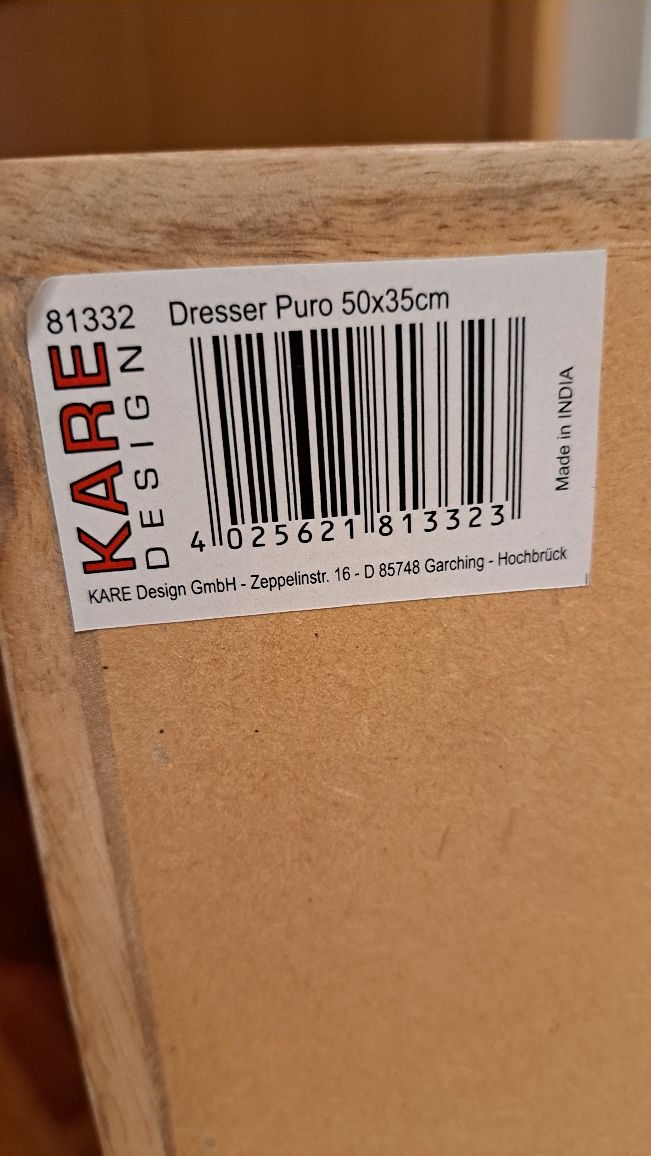 81332 Dresser Puro 50x35cm
KARE
DESIGN
4 025621 813323
Made in INDIA
KARE Design GmbH - Zeppelinstr. 16 - D 85748 Garching - Hochbrück